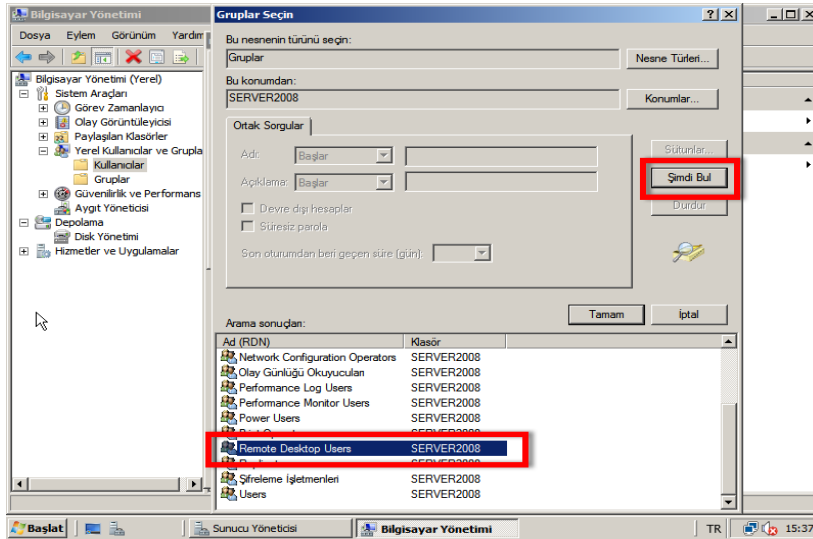 Bilgisayar Yönetimi
Dosya Eylem Görünüm
Bilgisayar Yönetimi (Yerel)
Sistem Araçları
Görev Zamanlayıcı
Olay Görüntüleyicisi
Paylaşılan Klasörler
Yerel Kullanıcılar ve Grupla
Kullanıcılar
Gruplar
Güvenilirlik ve Performans
Aygıt Yöneticisi
Depolama
Disk Yönetimi
Hizmetler ve Uygulamalar
Gruplar Seçin
Bu nesnenin türünü seçin:
Gruplar
Nesne Türleri...
Bu konumdan:
SERVER2008
Konumlar...
Ortak Sorgular
Adı: Başlar
Açıklama: Başlar
Devre dışı hesaplar
Süresiz parola
Son oturumdan beri geçen süre (gün):
Sütunlar...
Şimdi Bul
Durdur
Tamam İptal
Arama sonuçları:
Ad (RDN) Klasör
Network Configuration Operators SERVER2008
Olay Günlüğü Okuyucuları SERVER2008
Performance Log Users SERVER2008
Performance Monitor Users SERVER2008
Power Users SERVER2008
Remote Desktop Users SERVER2008
Şifreleme İşletmenleri SERVER2008
Users SERVER2008
Başlat Sunucu Yöneticisi Bilgisayar Yönetimi TR 15:37